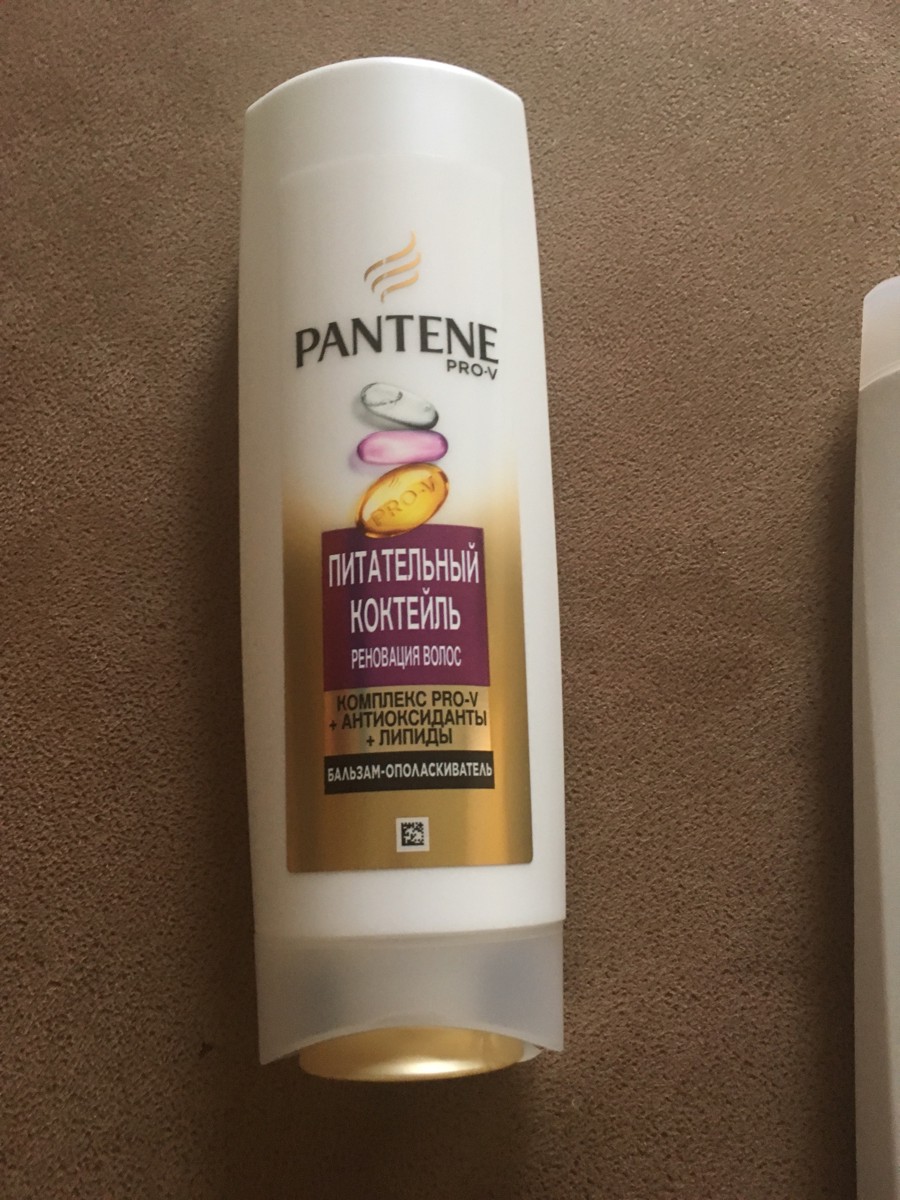 PANTENE
PRO-V
PRO-V
ПИТАТЕЛЬНЫЙ
КОКТЕЙЛЬ
РЕНОВАЦИЯ ВОЛОС
КОМПЛЕКС PRO-V
+ АНТИОКСИДАНТЫ
+ ЛИПИДЫ
БАЛЬЗАМ-ОПОЛАСКИВАТЕЛЬ